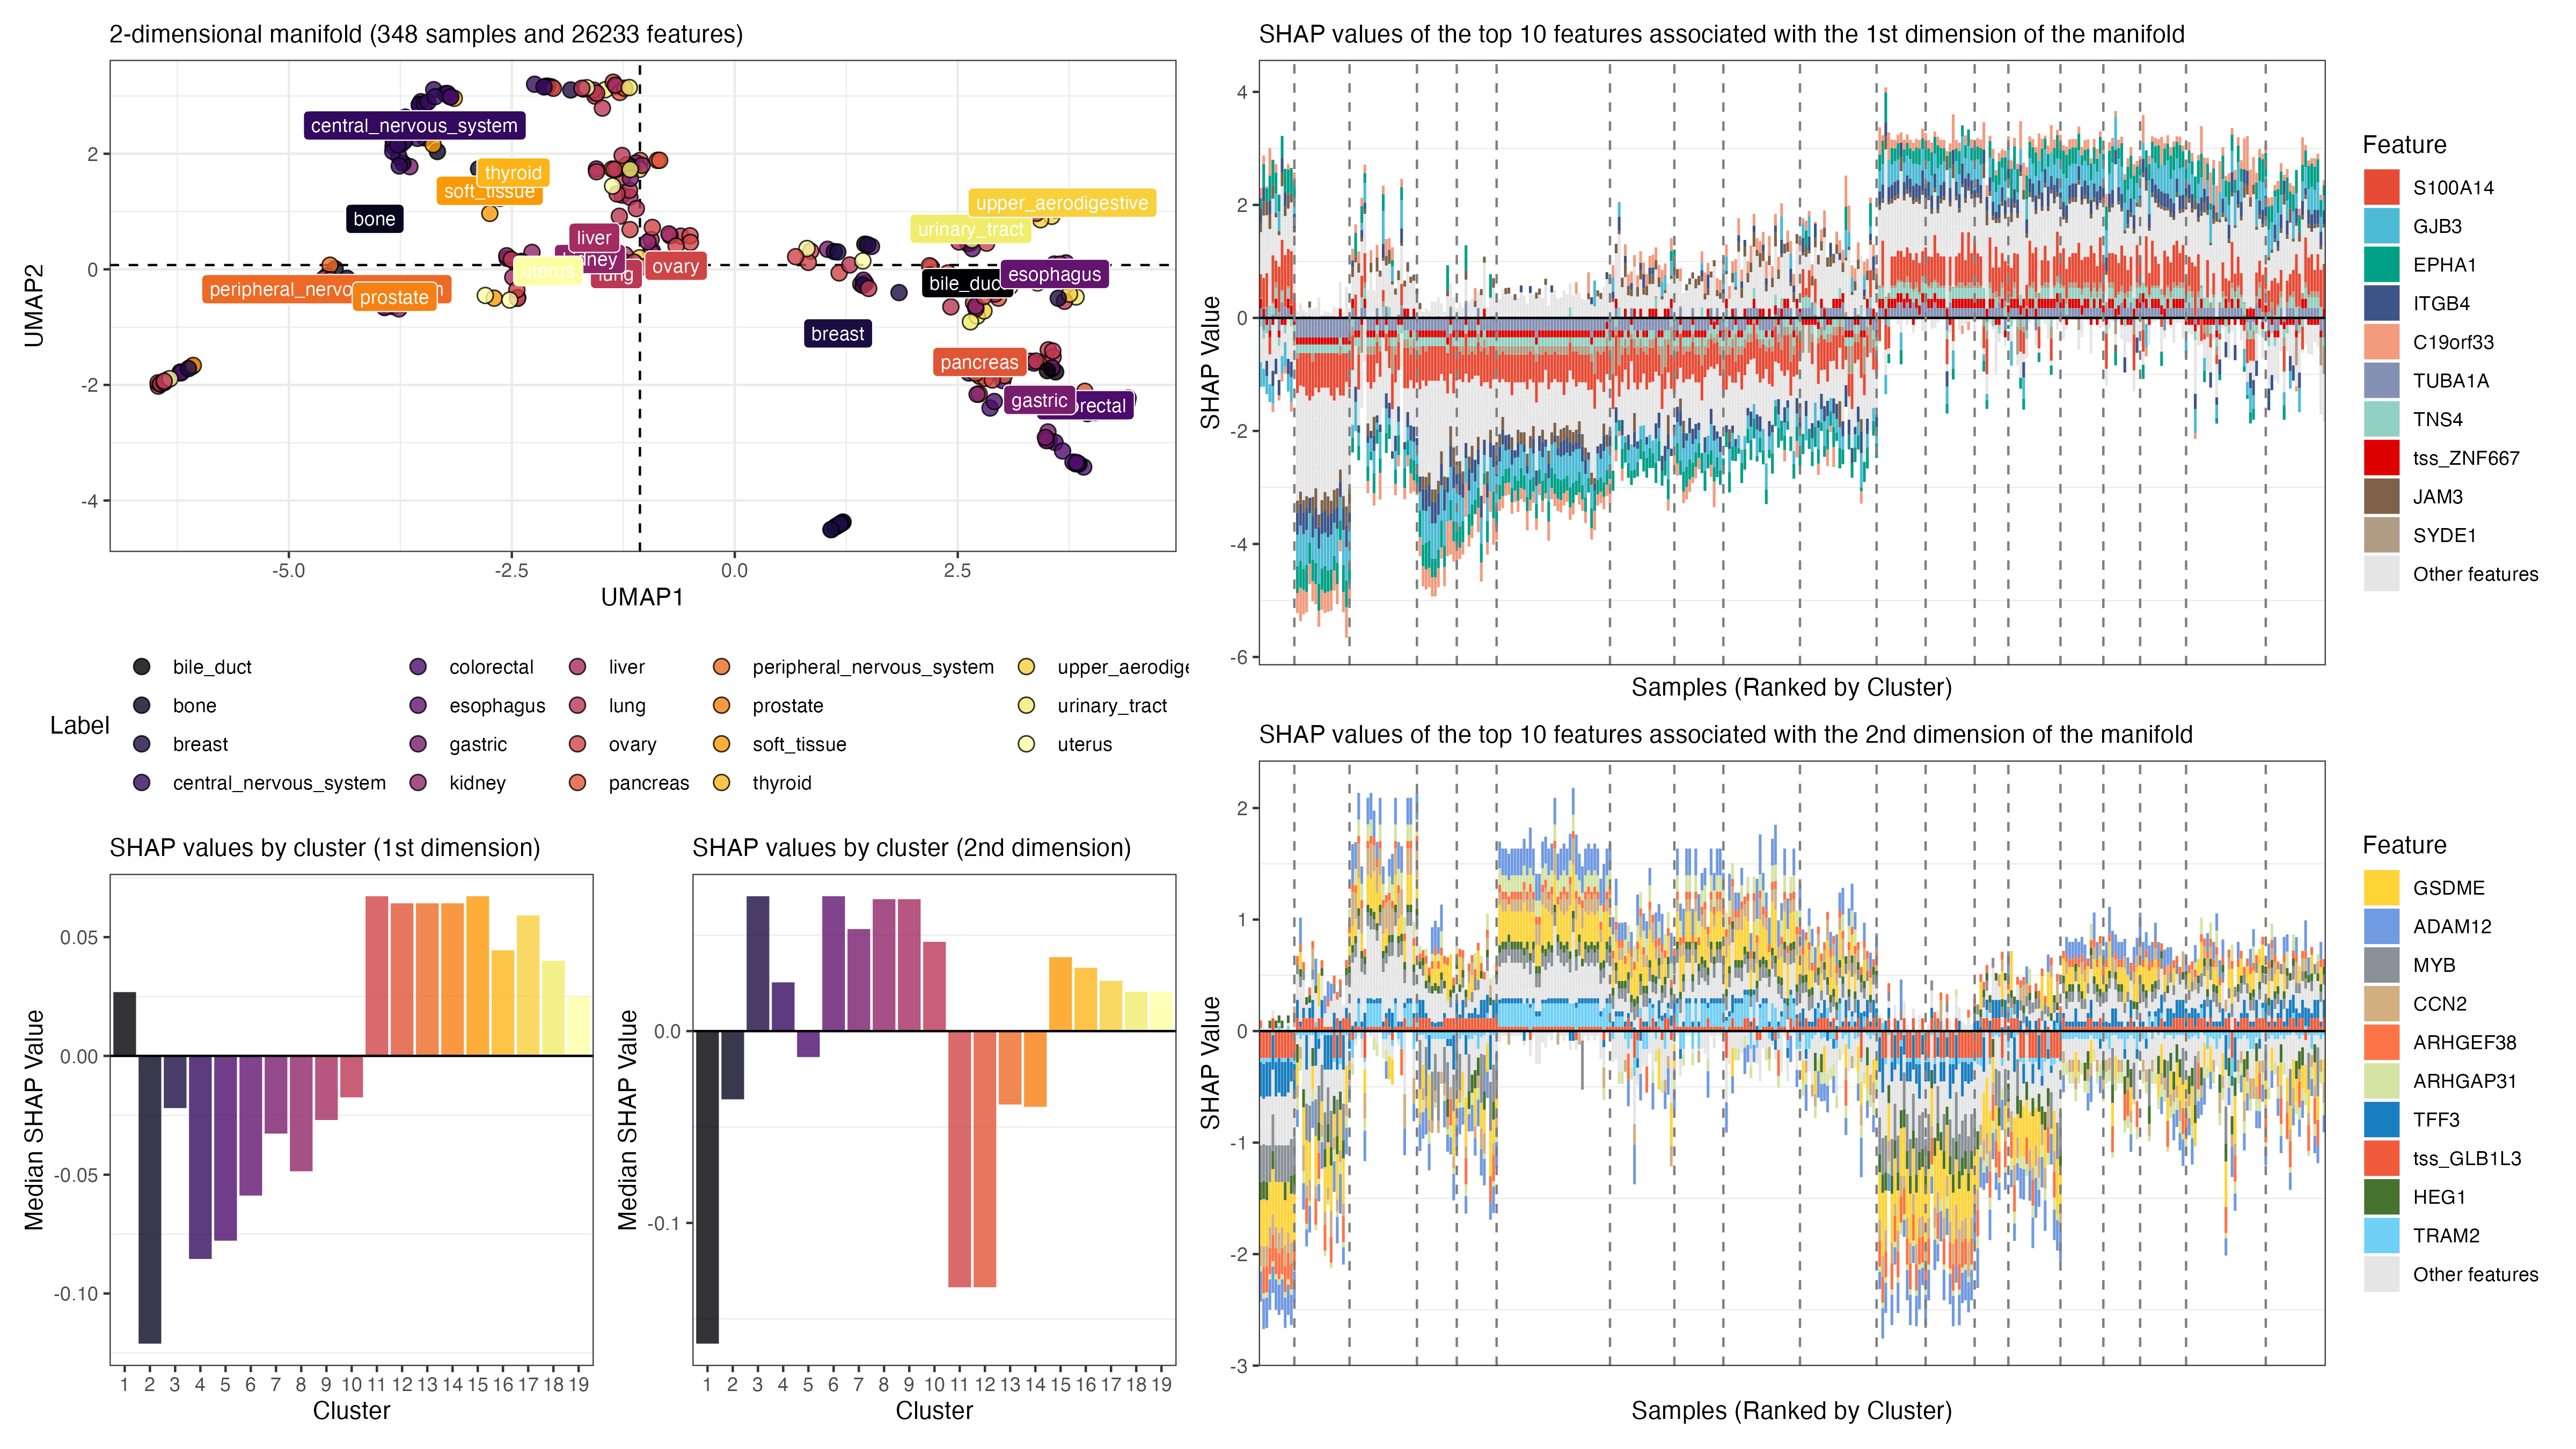 2-dimensional manifold (348 samples and 26233 features)
UMAP2
2
0
-2
-4
central_nervous_system
thyroid
soft_tissue
bone
upper_aerodigestive
urinary_tract
liver
kidney
uterus
lung
ovary
bile_duc
esophagus
peripheral_nervo
prostate
breast
pancreas
gastric
orectal
-5.0
-2.5
0.0
2.5
UMAP1
Label
bile_duct
bone
breast
central_nervous_system
colorectal
esophagus
gastric
kidney
liver
lung
ovary
pancreas
peripheral_nervous_system
prostate
soft_tissue
thyroid
upper_aerodige
urinary_tract
uterus
SHAP values by cluster (1st dimension)
Median SHAP Value
0.05
0.00
-0.05
-0.10
1 2 3 4 5 6 7 8 9 10 11 12 13 14 15 16 17 18 19
Cluster
SHAP values by cluster (2nd dimension)
Median SHAP Value
0.0
-0.1
1 2 3 4 5 6 7 8 9 10 11 12 13 14 15 16 17 18 19
Cluster
SHAP values of the top 10 features associated with the 1st dimension of the manifold
SHAP Value
4
2
0
-2
-4
-6
Samples (Ranked by Cluster)
Feature
S100A14
GJB3
EPHA1
ITGB4
C19orf33
TUBA1A
TNS4
tss_ZNF667
JAM3
SYDE1
Other features
SHAP values of the top 10 features associated with the 2nd dimension of the manifold
SHAP Value
2
1
0
-1
-2
-3
Samples (Ranked by Cluster)
Feature
GSDME
ADAM12
MYB
CCN2
ARHGEF38
ARHGAP31
TFF3
tss_GLB1L3
HEG1
TRAM2
Other features